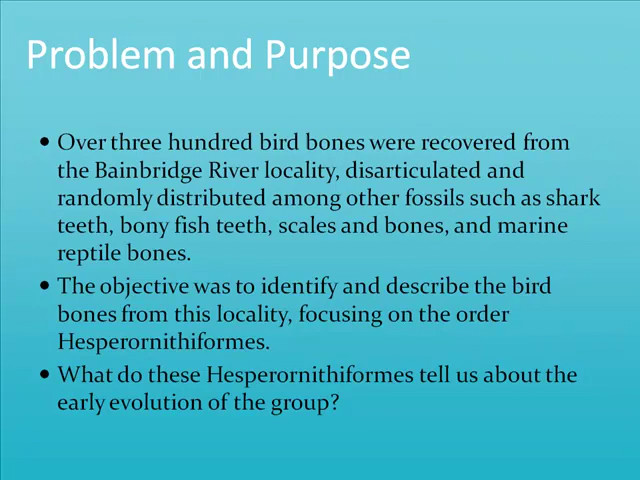 Problem and Purpose
• Over three hundred bird bones were recovered from
the Bainbridge River locality, disarticulated and
randomly distributed among other fossils such as shark
teeth, bony fish teeth, scales and bones, and marine
reptile bones.
• The objective was to identify and describe the bird
bones from this locality, focusing on the order
Hesperornithiformes.
• What do these Hesperornithiformes tell us about the
early evolution of the group?